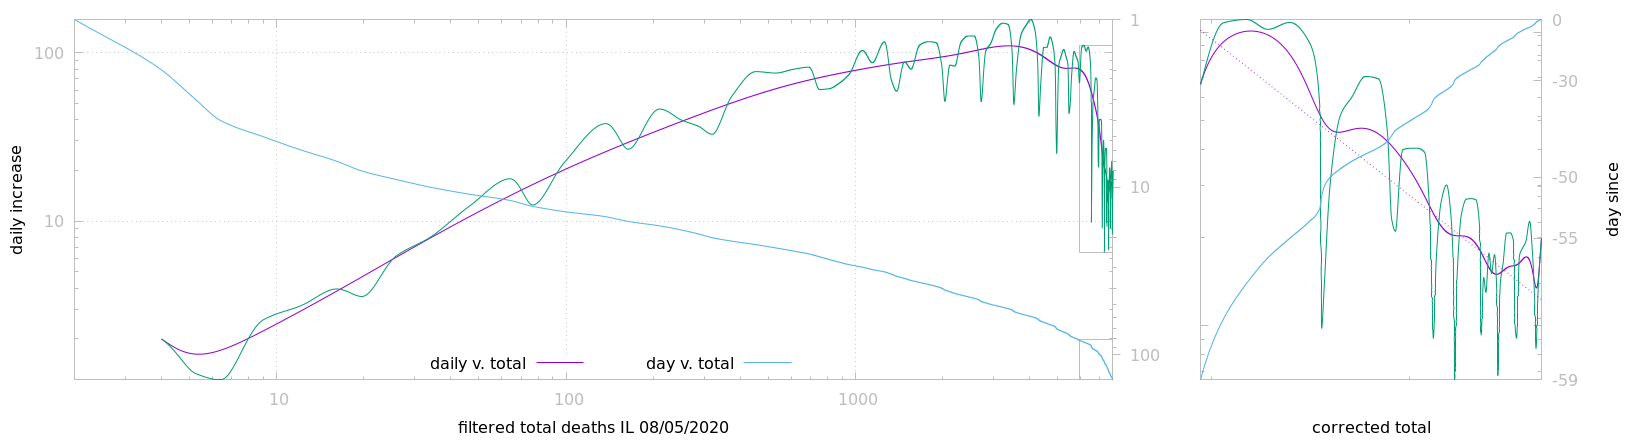 daily increase
100
10
10
100
1000
1
10
100
daily v. total
day v. total
filtered total deaths IL 08/05/2020
0
-30
-50
-55
-59
day since
corrected total